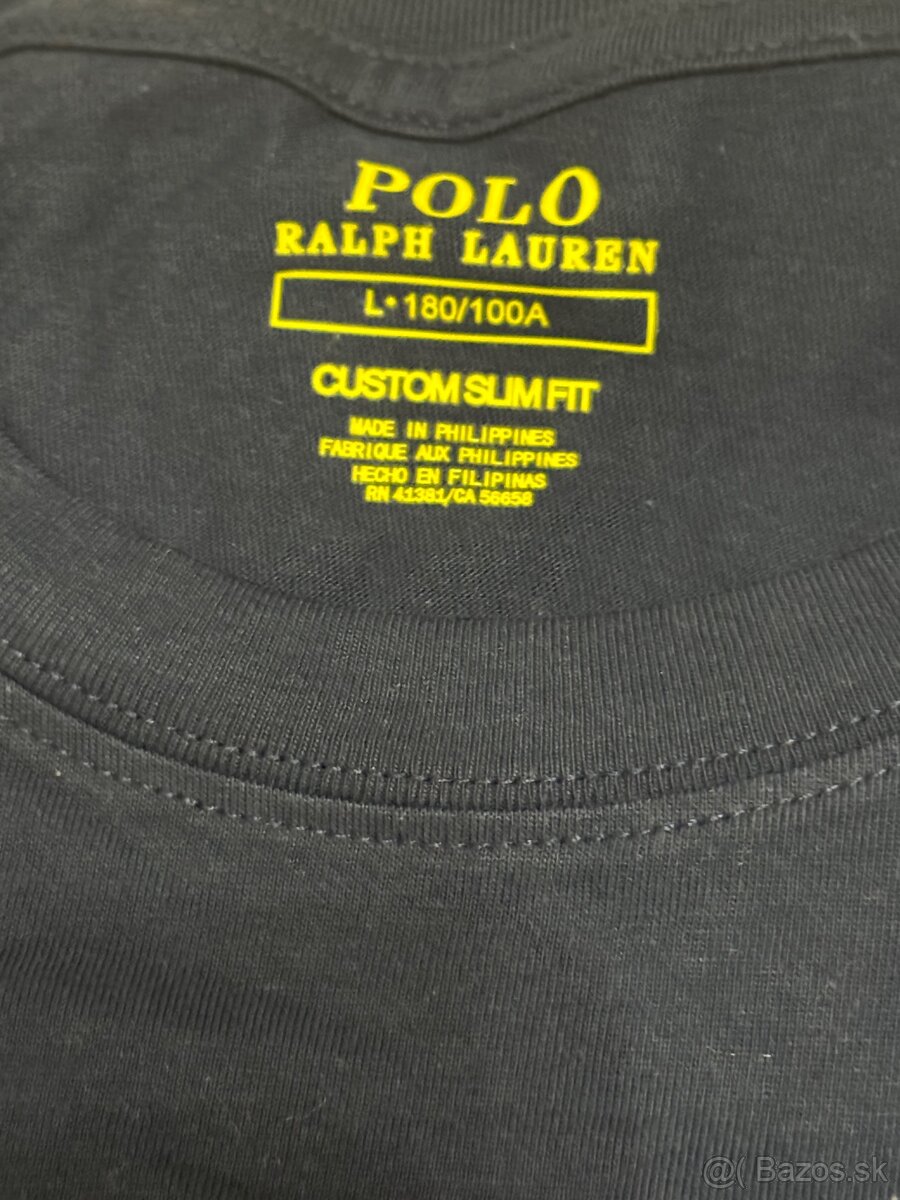 POLO
RALPH LAUREN
L•180/100A
CUSTOM SLIM FIT
MADE IN PHILIPPINES
FABRIQUE AUX PHILIPPINES
HECHO EN FILIPINAS
RN 41381/CA 56658
@( Bazos.sk